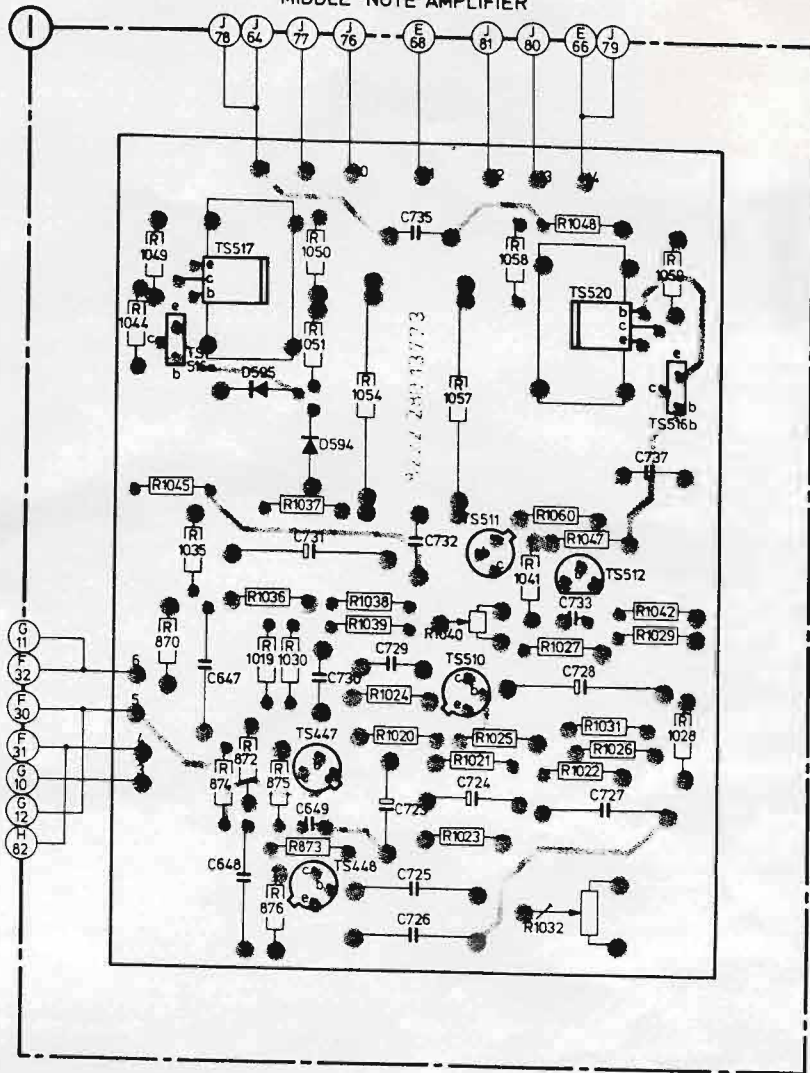 MIDDLE NOTE AMPLIFIER
I
J 78
J 64
J 77
J 76
E 68
J 81
J 80
E 66
J 79
C735
R1048
R 1049
TS517
e
c
b
R 1050
R 1058
TS520
b
c
e
R 1059
R 1044
e
c
b
R 1051
D595
R 1054
R 1057
e
c
b
TS516b
D594
C737
R1045
R1037
TS511
c
R1060
R1047
R 1035
C731
C732
R 1041
TS512
R1036
R1038
C733
R1042
R 870
R1039
R1040
R1029
G 11
F 32
6
C647
R 1019
R 1030
C730
C729
TS510
R1027
C728
R1024
c
b
e
F 30
5
F 31
G 10
G 12
H 82
TS447
R1020
R1025
R1031
R 1028
R 874
R 872
R 875
R1021
R1026
R1022
C649
C723
C724
C727
R873
R1023
C648
TS448
c
b
e
R 876
C725
C726
R1032